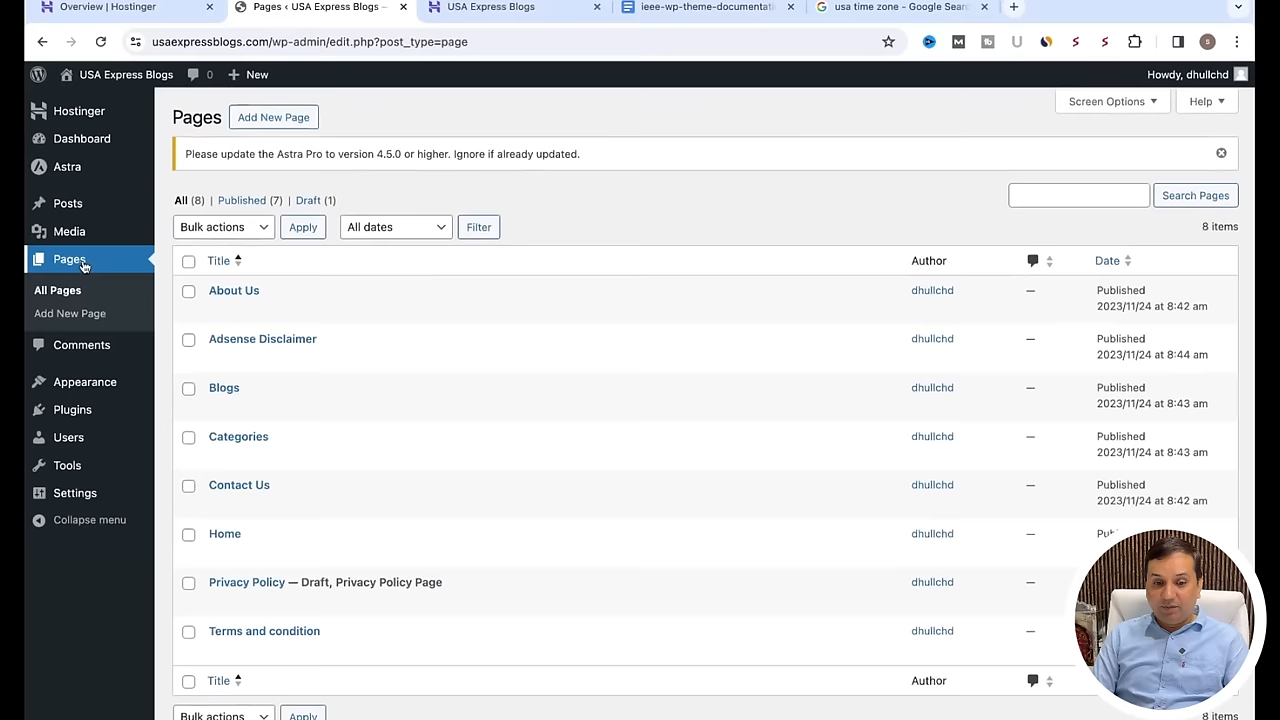 Overview | Hostinger
Pages ‹ USA Express Blogs —
USA Express Blogs
ieee-wp-theme-documentati
usa time zone - Google Sear
usaexpressblogs.com/wp-admin/edit.php?post_type=page
USA Express Blogs
0
New
Howdy, dhullchd
Hostinger
Dashboard
Astra
Posts
Media
Pages
All Pages
Add New Page
Comments
Appearance
Plugins
Users
Tools
Settings
Collapse menu
Pages
Add New Page
Screen Options
Help
Please update the Astra Pro to version 4.5.0 or higher. Ignore if already updated.
All (8) | Published (7) | Draft (1)
Search Pages
Bulk actions
Apply
All dates
Filter
8 items
Title
Author
Date
About Us
dhullchd
—
Published
2023/11/24 at 8:42 am
Adsense Disclaimer
dhullchd
—
Published
2023/11/24 at 8:44 am
Blogs
dhullchd
—
Published
2023/11/24 at 8:43 am
Categories
dhullchd
—
Published
2023/11/24 at 8:43 am
Contact Us
dhullchd
—
Published
2023/11/24 at 8:42 am
Home
dhullchd
—
Privacy Policy — Draft, Privacy Policy Page
dhullchd
—
Terms and condition
dhullchd
—
Title
Author
Bulk actions
Apply
8 items